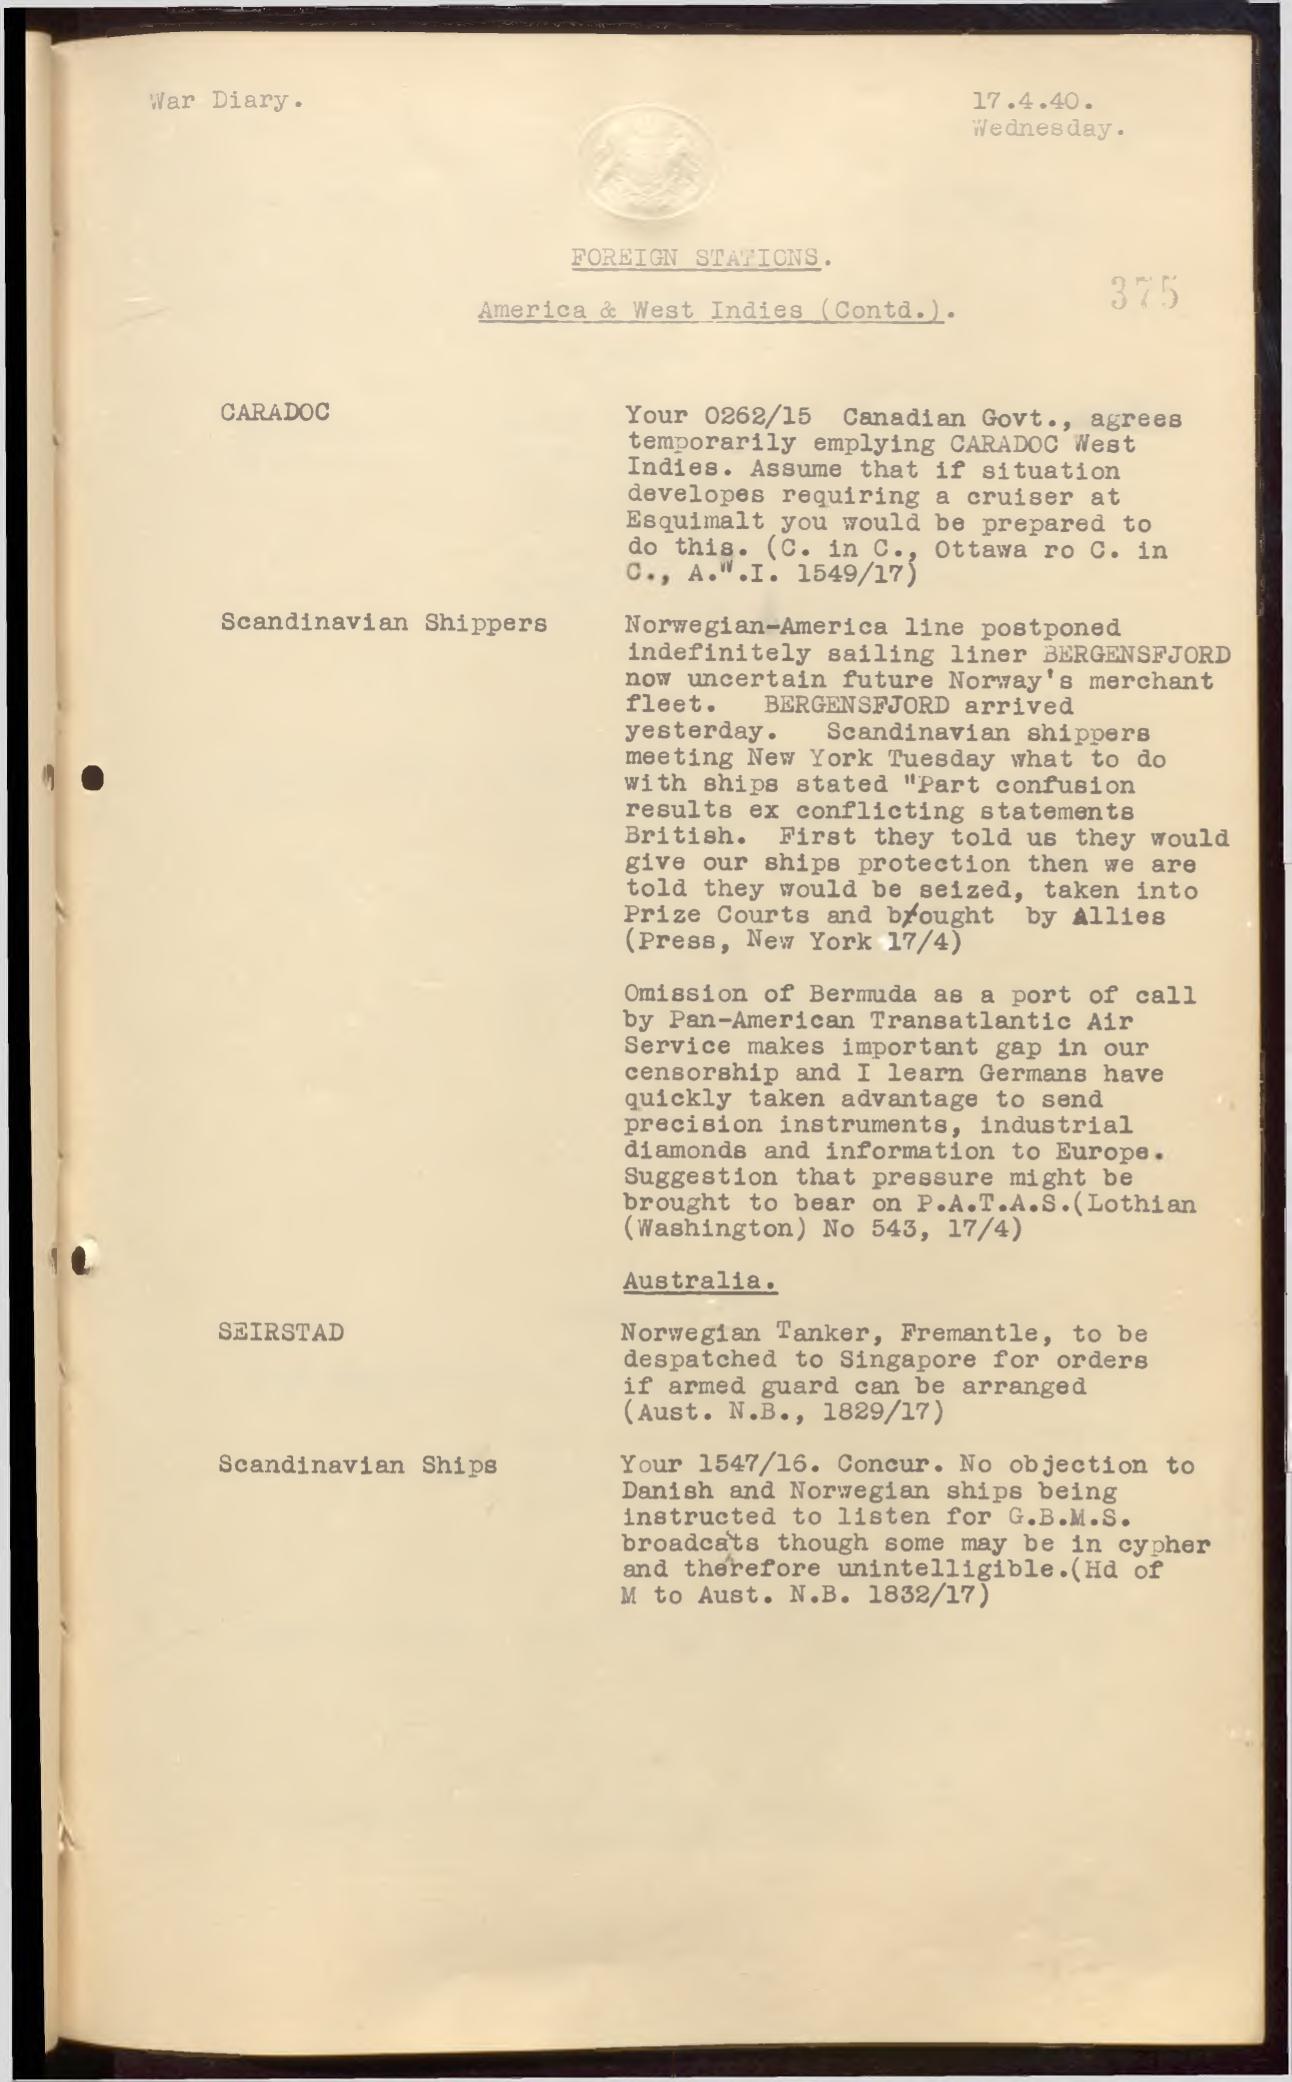 War Diary.
17.4.40.
Wednesday.
FOREIGN STATIONS.
375
America & West Indies (Contd.).
CARADOC
Your 0262/15 Canadian Govt., agrees
temporarily emplying CARADOC West
Indies. Assume that if situation
developes requiring a cruiser at
Esquimalt you would be prepared to
do this. (C. in C., Ottawa ro C. in
C., A.W.I. 1549/17)
Scandinavian Shippers
Norwegian-America line postponed
indefinitely sailing liner BERGENSFJORD
now uncertain future Norway's merchant
fleet. BERGENSFJORD arrived
yesterday. Scandinavian shippers
meeting New York Tuesday what to do
with ships stated "Part confusion
results ex conflicting statements
British. First they told us they would
give our ships protection then we are
told they would be seized, taken into
Prize Courts and bought by Allies
(Press, New York 17/4)
Omission of Bermuda as a port of call
by Pan-American Transatlantic Air
Service makes important gap in our
censorship and I learn Germans have
quickly taken advantage to send
precision instruments, industrial
diamonds and information to Europe.
Suggestion that pressure might be
brought to bear on P.A.T.A.S.(Lothian
(Washington) No 543, 17/4)
Australia.
SEIRSTAD
Norwegian Tanker, Fremantle, to be
despatched to Singapore for orders
if armed guard can be arranged
(Aust. N.B., 1829/17)
Scandinavian Ships
Your 1547/16. Concur. No objection to
Danish and Norwegian ships being
instructed to listen for G.B.M.S.
broadcats though some may be in cypher
and therefore unintelligible.(Hd of
M to Aust. N.B. 1832/17)